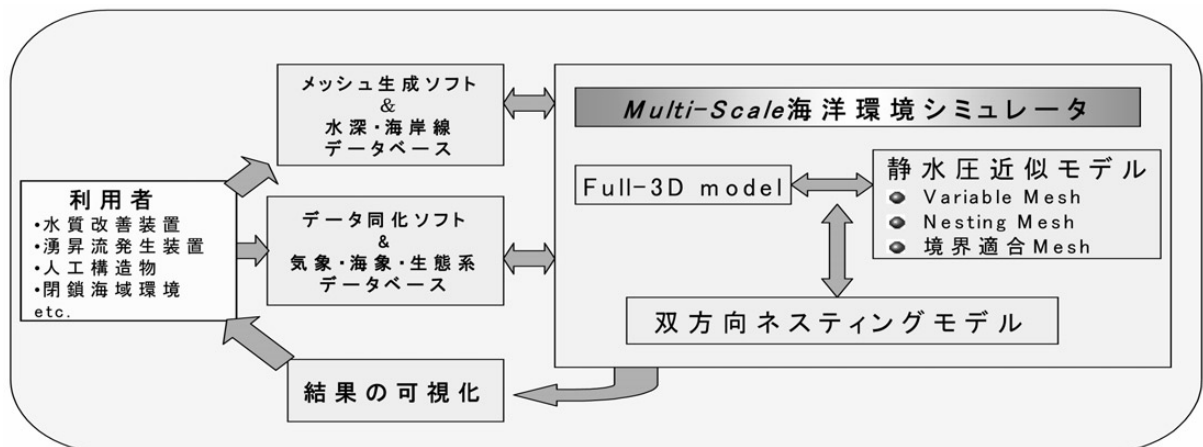 メッシュ生成ソフト
&
水深・海岸線
データベース
Multi-Scale海洋環境シミュレータ
利用者
・水質改善装置
・湧昇流発生装置
・人工構造物
・閉鎖海域環境
etc.
データ同化ソフト
&
気象・海象・生態系
データベース
Full-3D model
静水圧近似モデル
Variable Mesh
Nesting Mesh
境界適合Mesh
双方向ネスティングモデル
結果の可視化